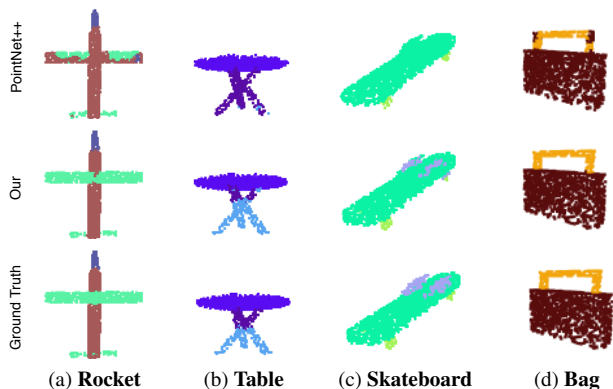 PointNet++
Our
Ground Truth
(a) Rocket (b) Table (c) Skateboard (d) Bag